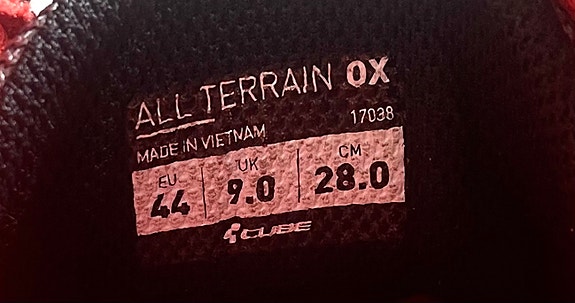 ALL TERRAIN OX
17038
MADE IN VIETNAM
EU UK CM
44 9.0 28.0
CUBE